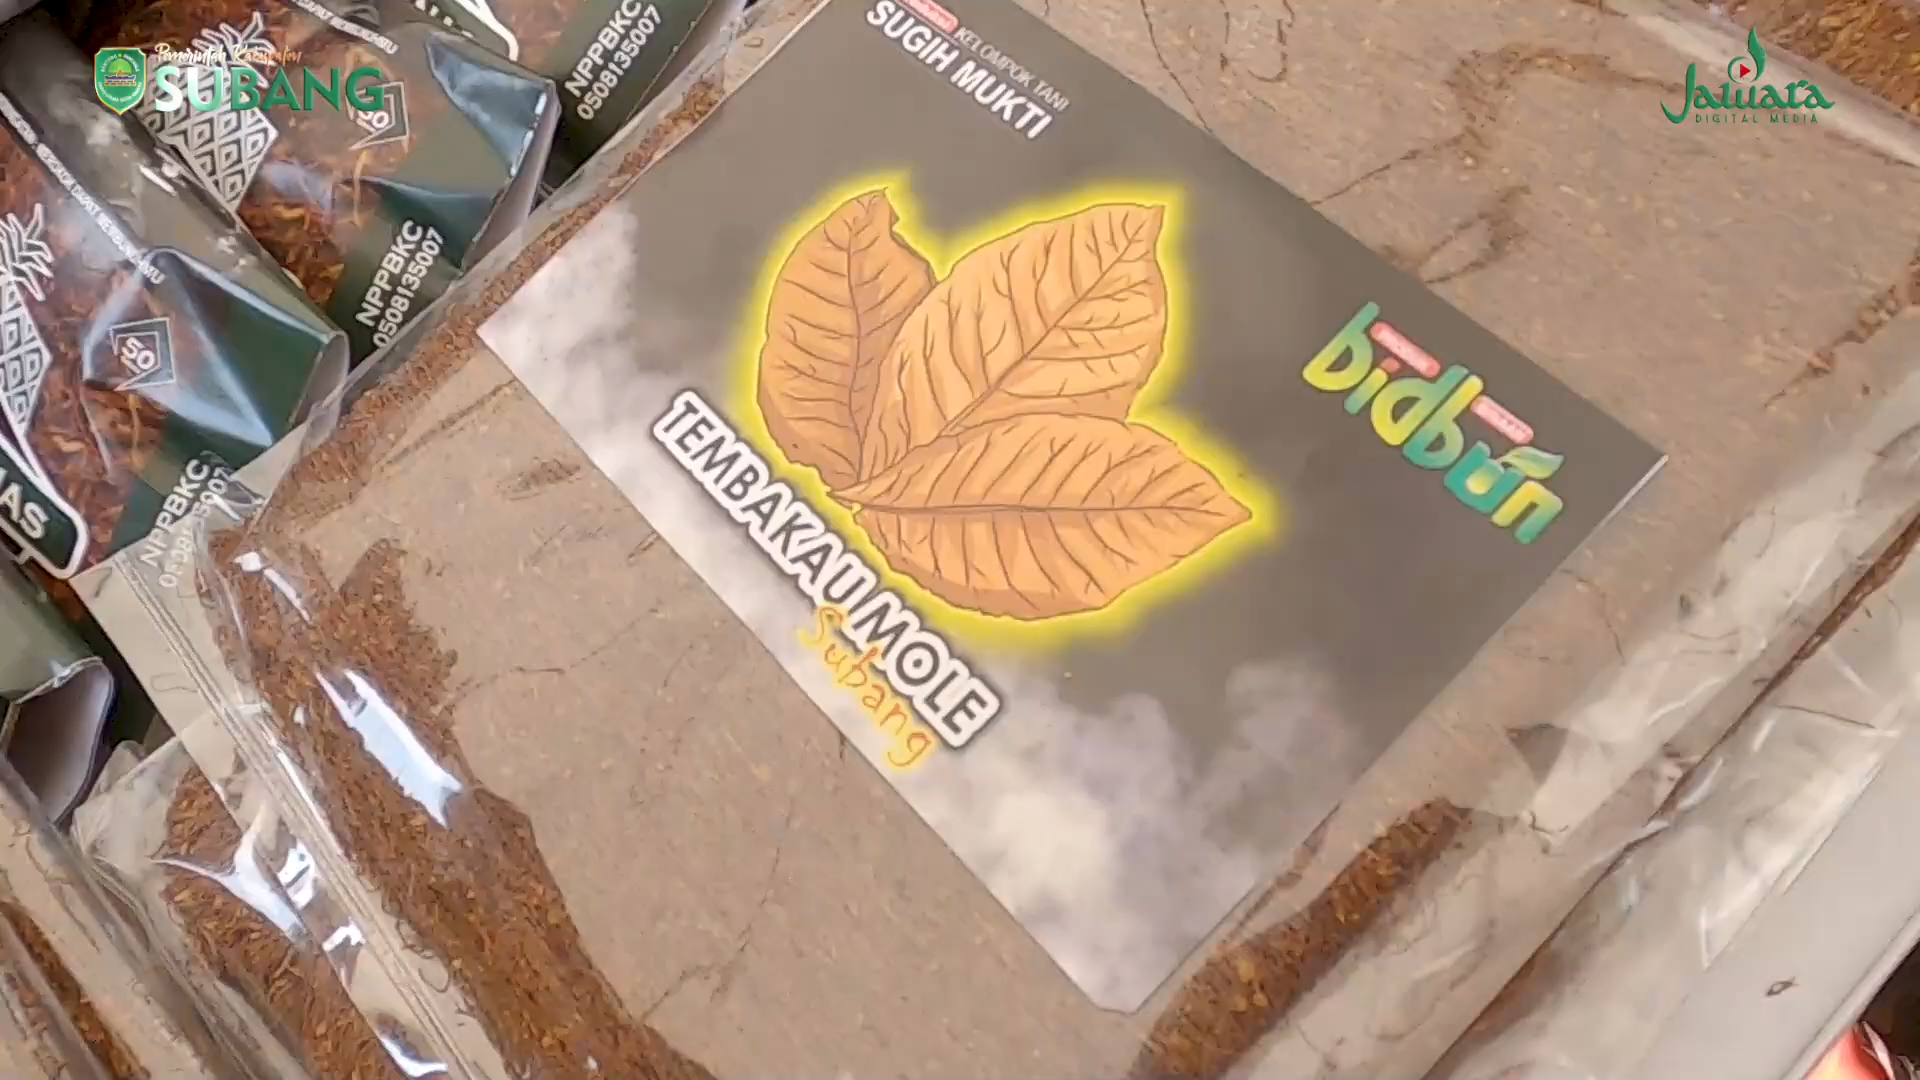 Pemerintah Kabupaten
SUBANG
Jawara
DIGITAL MEDIA
KELOMPOK TANI
SUGIH MUKTI
TEMBAKAU MOLE
Subang
bidbun
NPPBKC
0508135007
NPPBKC
0508135007
NPPBKC
50
50